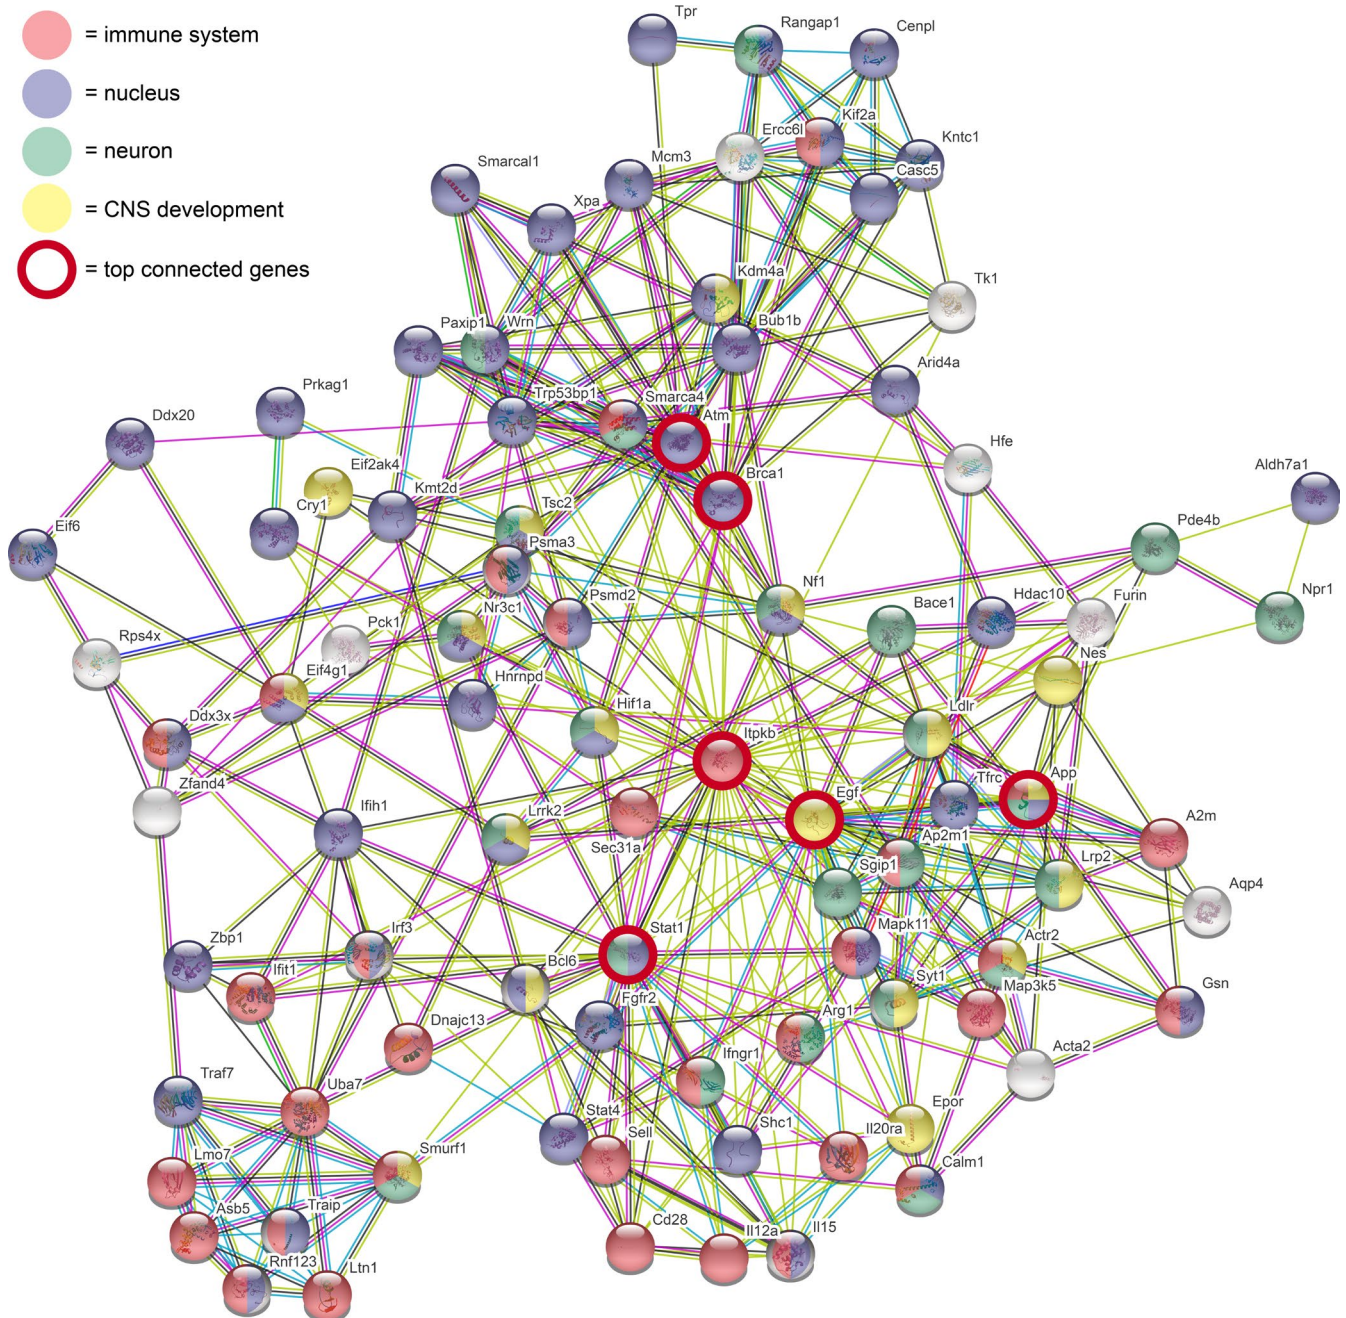 = immune system
= nucleus
= neuron
= CNS development
= top connected genes
Tpr
Rangap1
Cenpl
Ercc6l
Kif2a
Kntc1
Casc5
Smarcal1
Mcm3
Xpa
Kdm4a
Tk1
Paxip1
Wrn
Bub1b
Arid4a
Prkag1
Trp53bp1
Smarca4
Atm
Ddx20
Hfe
Eif2ak4
Kmt2d
Brca1
Aldh7a1
Cry1
Tsc2
Eif6
Psma3
Pde4b
Nr3c1
Psmd2
Nf1
Bace1
Hdac10
Furin
Npr1
Rps4x
Pck1
Nes
Eif4g1
Hnrnpd
Hif1a
Ldlr
Ddx3x
Itpkb
Zfand4
Egf
Tfrc
App
Ifih1
Lrrk2
Sec31a
Ap2m1
A2m
Sgip1
Lrp2
Aqp4
Zbp1
Irf3
Stat1
Mapk11
Actr2
Ifit1
Bcl6
Syt1
Map3k5
Gsn
Fgfr2
Arg1
Dnajc13
Acta2
Traf7
Uba7
Ifngr1
Stat4
Sell
Shc1
Epor
Il20ra
Lmo7
Smurf1
Calm1
Asb5
Traip
Cd28
Il12a
Il15
Rnf123
Ltn1